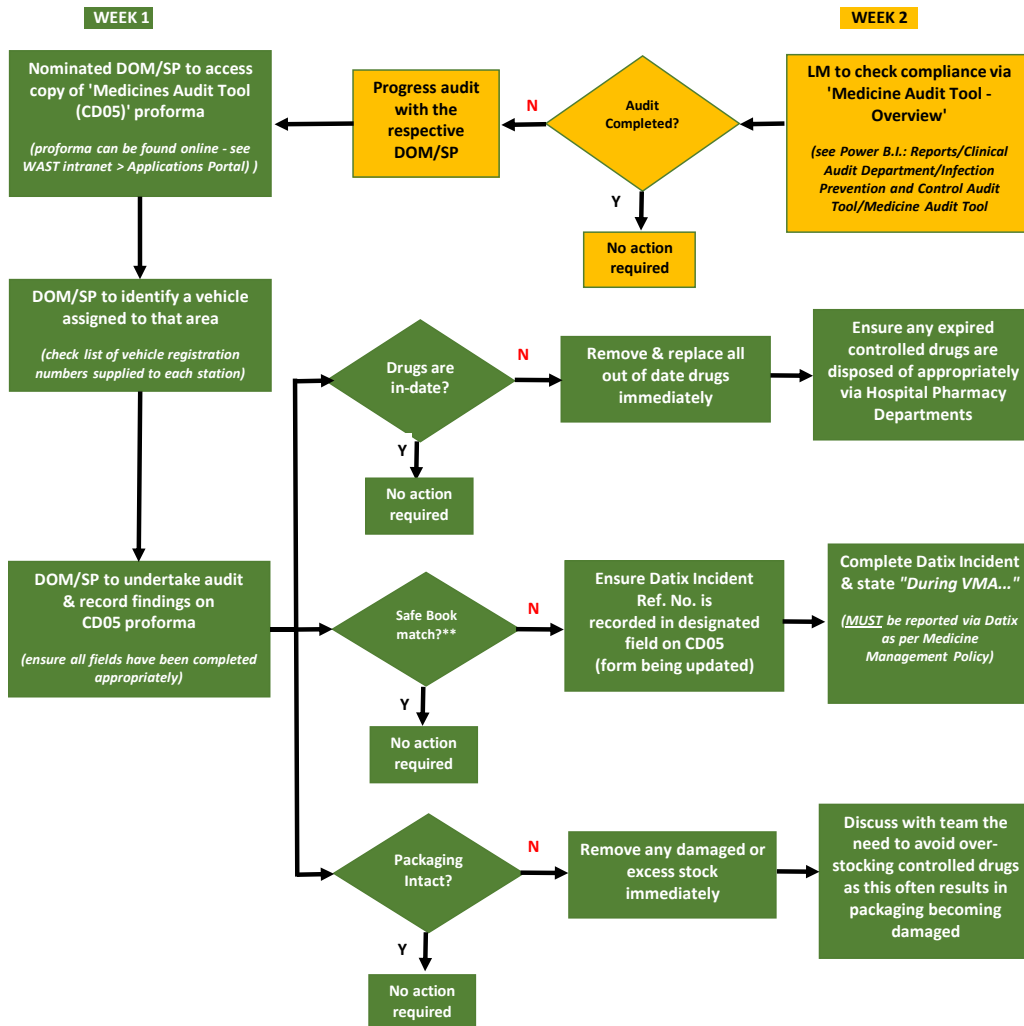 WEEK 1
WEEK 2
Nominated DOM/SP to access
copy of 'Medicines Audit Tool
(CD05)' proforma
(proforma can be found online - see
WAST intranet > Applications Portal) )
Progress audit
with the
respective
DOM/SP
N
Audit
Completed?
LM to check compliance via
'Medicine Audit Tool -
Overview'
(see Power B.I.: Reports/Clinical
Audit Department/Infection
Prevention and Control Audit
Tool/Medicine Audit Tool
Y
No action
required
DOM/SP to identify a vehicle
assigned to that area
(check list of vehicle registration
numbers supplied to each station)
Drugs are
in-date?
N
Remove & replace all
out of date drugs
immediately
Ensure any expired
controlled drugs are
disposed of appropriately
via Hospital Pharmacy
Departments
Y
No action
required
DOM/SP to undertake audit
& record findings on
CD05 proforma
(ensure all fields have been completed
appropriately)
Safe Book
match?**
N
Ensure Datix Incident
Ref. No. is
recorded in designated
field on CD05
(form being updated)
Complete Datix Incident
& state "During VMA..."
(MUST be reported via Datix
as per Medicine
Management Policy)
Y
No action
required
Packaging
Intact?
N
Remove any damaged or
excess stock
immediately
Discuss with team the
need to avoid over-
stocking controlled drugs
as this often results in
packaging becoming
damaged
Y
No action
required